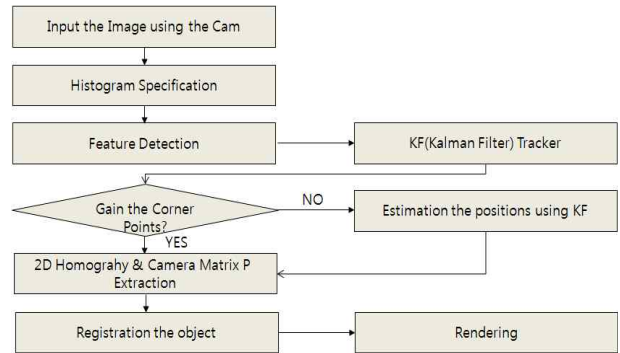 Input the Image using the Cam
Histogram Specification
Feature Detection
KF(Kalman Filter) Tracker
Gain the Corner
Points?
NO
Estimation the positions using KF
YES
2D Homograhy & Camera Matrix P
Extraction
Registration the object
Rendering